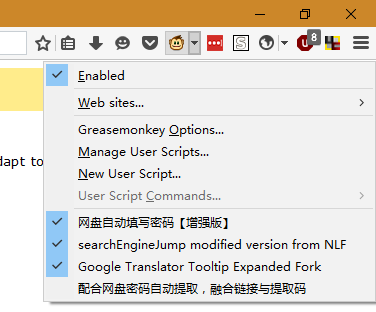 8
Enabled
Web sites...
dapt to
Greasemonkey Options...
Manage User Scripts...
New User Script...
User Script Commands...
网盘自动填写密码【增强版】
searchEngineJump modified version from NLF
Google Translator Tooltip Expanded Fork
配合网盘密码自动提取，融合链接与提取码